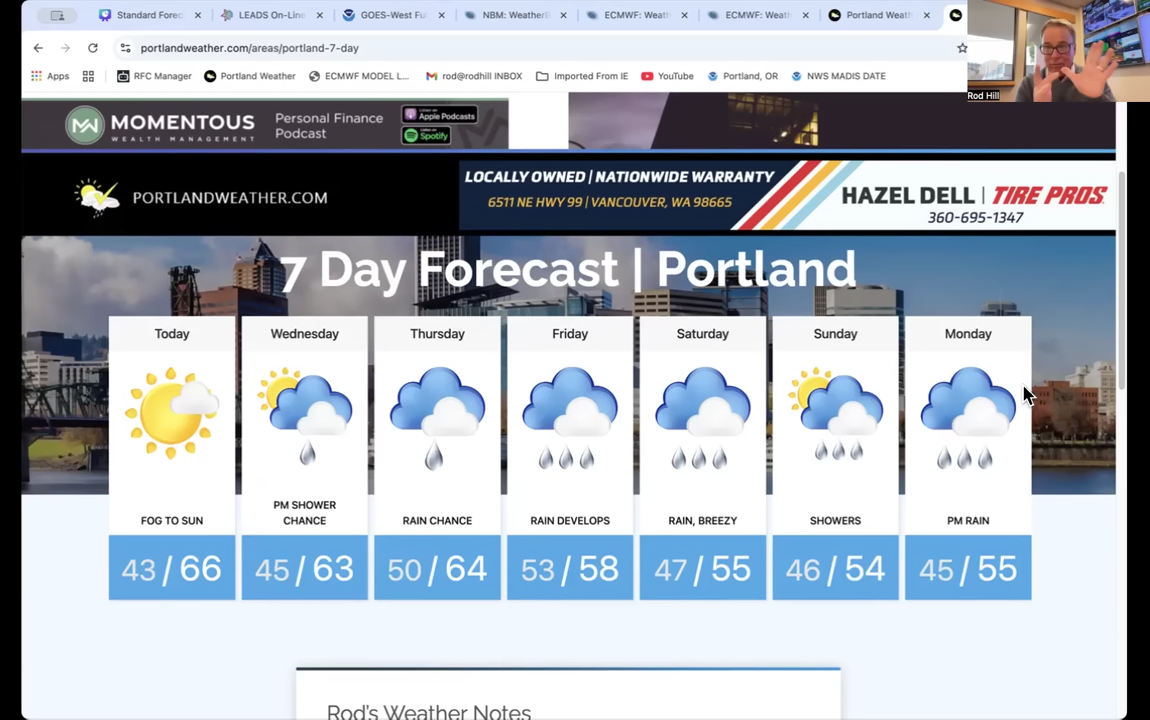 Standard Forec
LEADS On-Line
GOES-West Fu
NBM: Weather
ECMWF: Weat
ECMWF: Weat
Portland Weat
portlandweather.com/areas/portland-7-day
Apps
RFC Manager
Portland Weather
ECMWF MODEL L...
rod@rodhill INBOX
Imported From IE
YouTube
Portland, OR
NWS MADIS DATE
Rod Hill
MOMENTOUS
WEALTH MANAGEMENT
Personal Finance
Podcast
Listen on
Apple Podcasts
Listen on
Spotify
PORTLANDWEATHER.COM
LOCALLY OWNED | NATIONWIDE WARRANTY
6511 NE HWY 99 | VANCOUVER, WA 98665
HAZEL DELL | TIRE PROS
360-695-1347
7 Day Forecast | Portland
Today
Wednesday
Thursday
Friday
Saturday
Sunday
Monday
FOG TO SUN
PM SHOWER
CHANCE
RAIN CHANCE
RAIN DEVELOPS
RAIN, BREEZY
SHOWERS
PM RAIN
43 / 66
45 / 63
50 / 64
53 / 58
47 / 55
46 / 54
45 / 55
Rod's Weather Notes